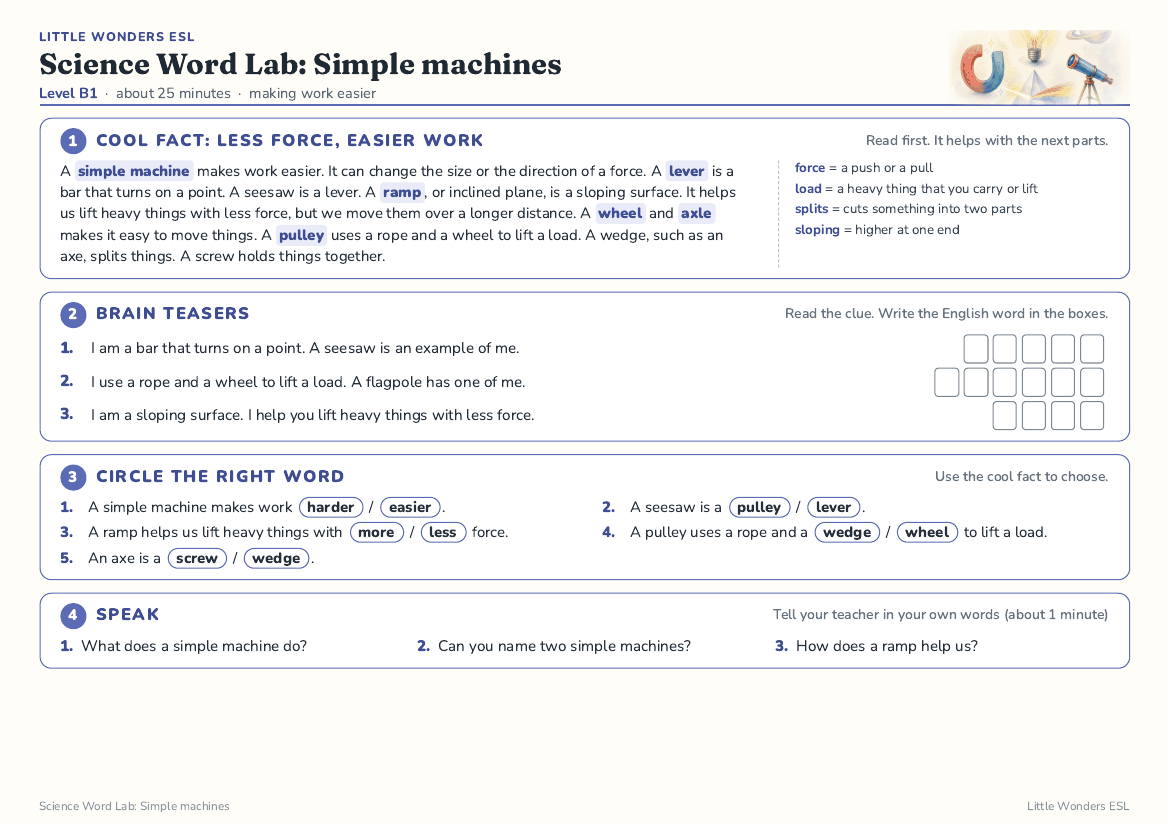 LITTLE WONDERS ESL
Science Word Lab: Simple machines
Level B1 · about 25 minutes · making work easier
1 COOL FACT: LESS FORCE, EASIER WORK
Read first. It helps with the next parts.
A simple machine makes work easier. It can change the size or the direction of a force. A lever is a
bar that turns on a point. A seesaw is a lever. A ramp, or inclined plane, is a sloping surface. It helps
us lift heavy things with less force, but we move them over a longer distance. A wheel and axle
makes it easy to move things. A pulley uses a rope and a wheel to lift a load. A wedge, such as an
axe, splits things. A screw holds things together.
force = a push or a pull
load = a heavy thing that you carry or lift
splits = cuts something into two parts
sloping = higher at one end
2 BRAIN TEASERS
Read the clue. Write the English word in the boxes.
1. I am a bar that turns on a point. A seesaw is an example of me.
2. I use a rope and a wheel to lift a load. A flagpole has one of me.
3. I am a sloping surface. I help you lift heavy things with less force.
3 CIRCLE THE RIGHT WORD
Use the cool fact to choose.
1. A simple machine makes work harder / easier.
2. A seesaw is a pulley / lever.
3. A ramp helps us lift heavy things with more / less force.
4. A pulley uses a rope and a wedge / wheel to lift a load.
5. An axe is a screw / wedge.
4 SPEAK
Tell your teacher in your own words (about 1 minute)
1. What does a simple machine do?
2. Can you name two simple machines?
3. How does a ramp help us?
Science Word Lab: Simple machines
Little Wonders ESL